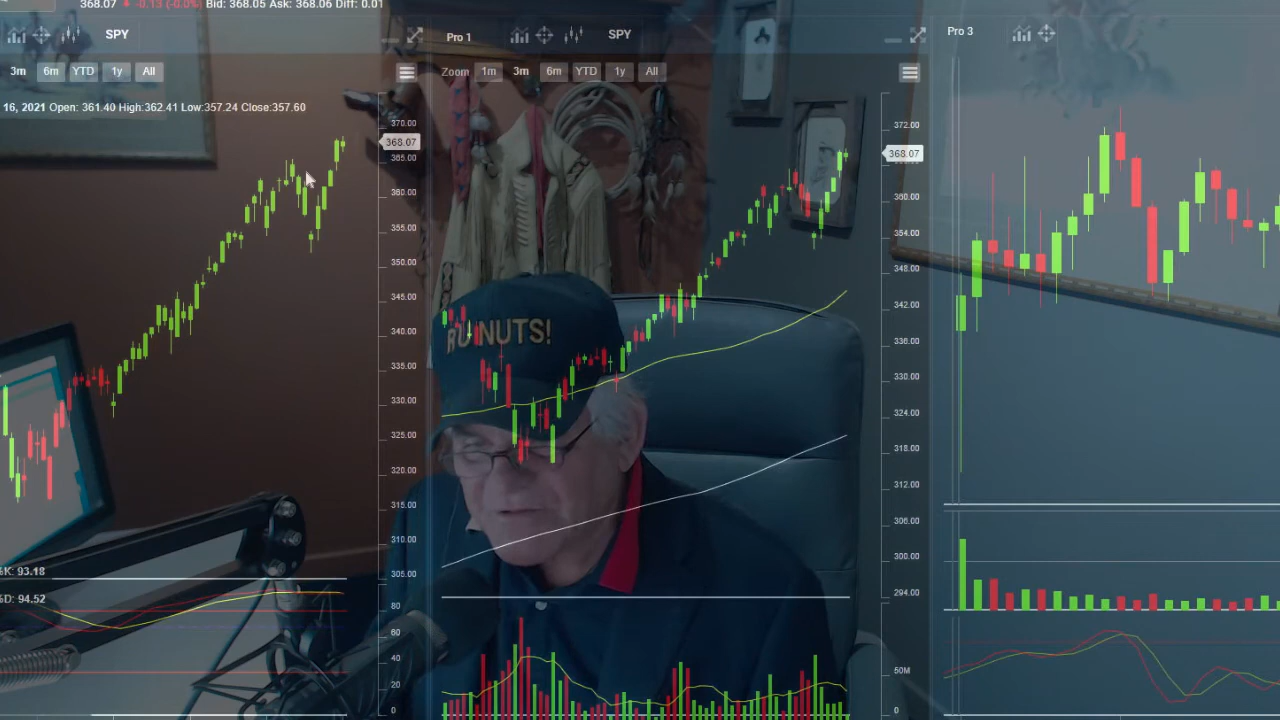 368.07 -0.13 (-0.0%) Bid: 368.05 Ask: 368.06 Diff: 0.01
SPY
3m 6m YTD 1y All
16, 2021 Open: 361.40 High:362.41 Low:357.24 Close:357.60
370.00
368.07
365.00
360.00
355.00
350.00
345.00
340.00
335.00
330.00
325.00
320.00
315.00
310.00
305.00
%K: 93.18
%D: 94.52
80
60
40
20
0
Pro 1
SPY
Zoom 1m 3m 6m YTD 1y All
372.00
368.07
360.00
354.00
348.00
342.00
336.00
330.00
324.00
318.00
312.00
306.00
300.00
294.00
50M
0
NUTS!
Pro 3